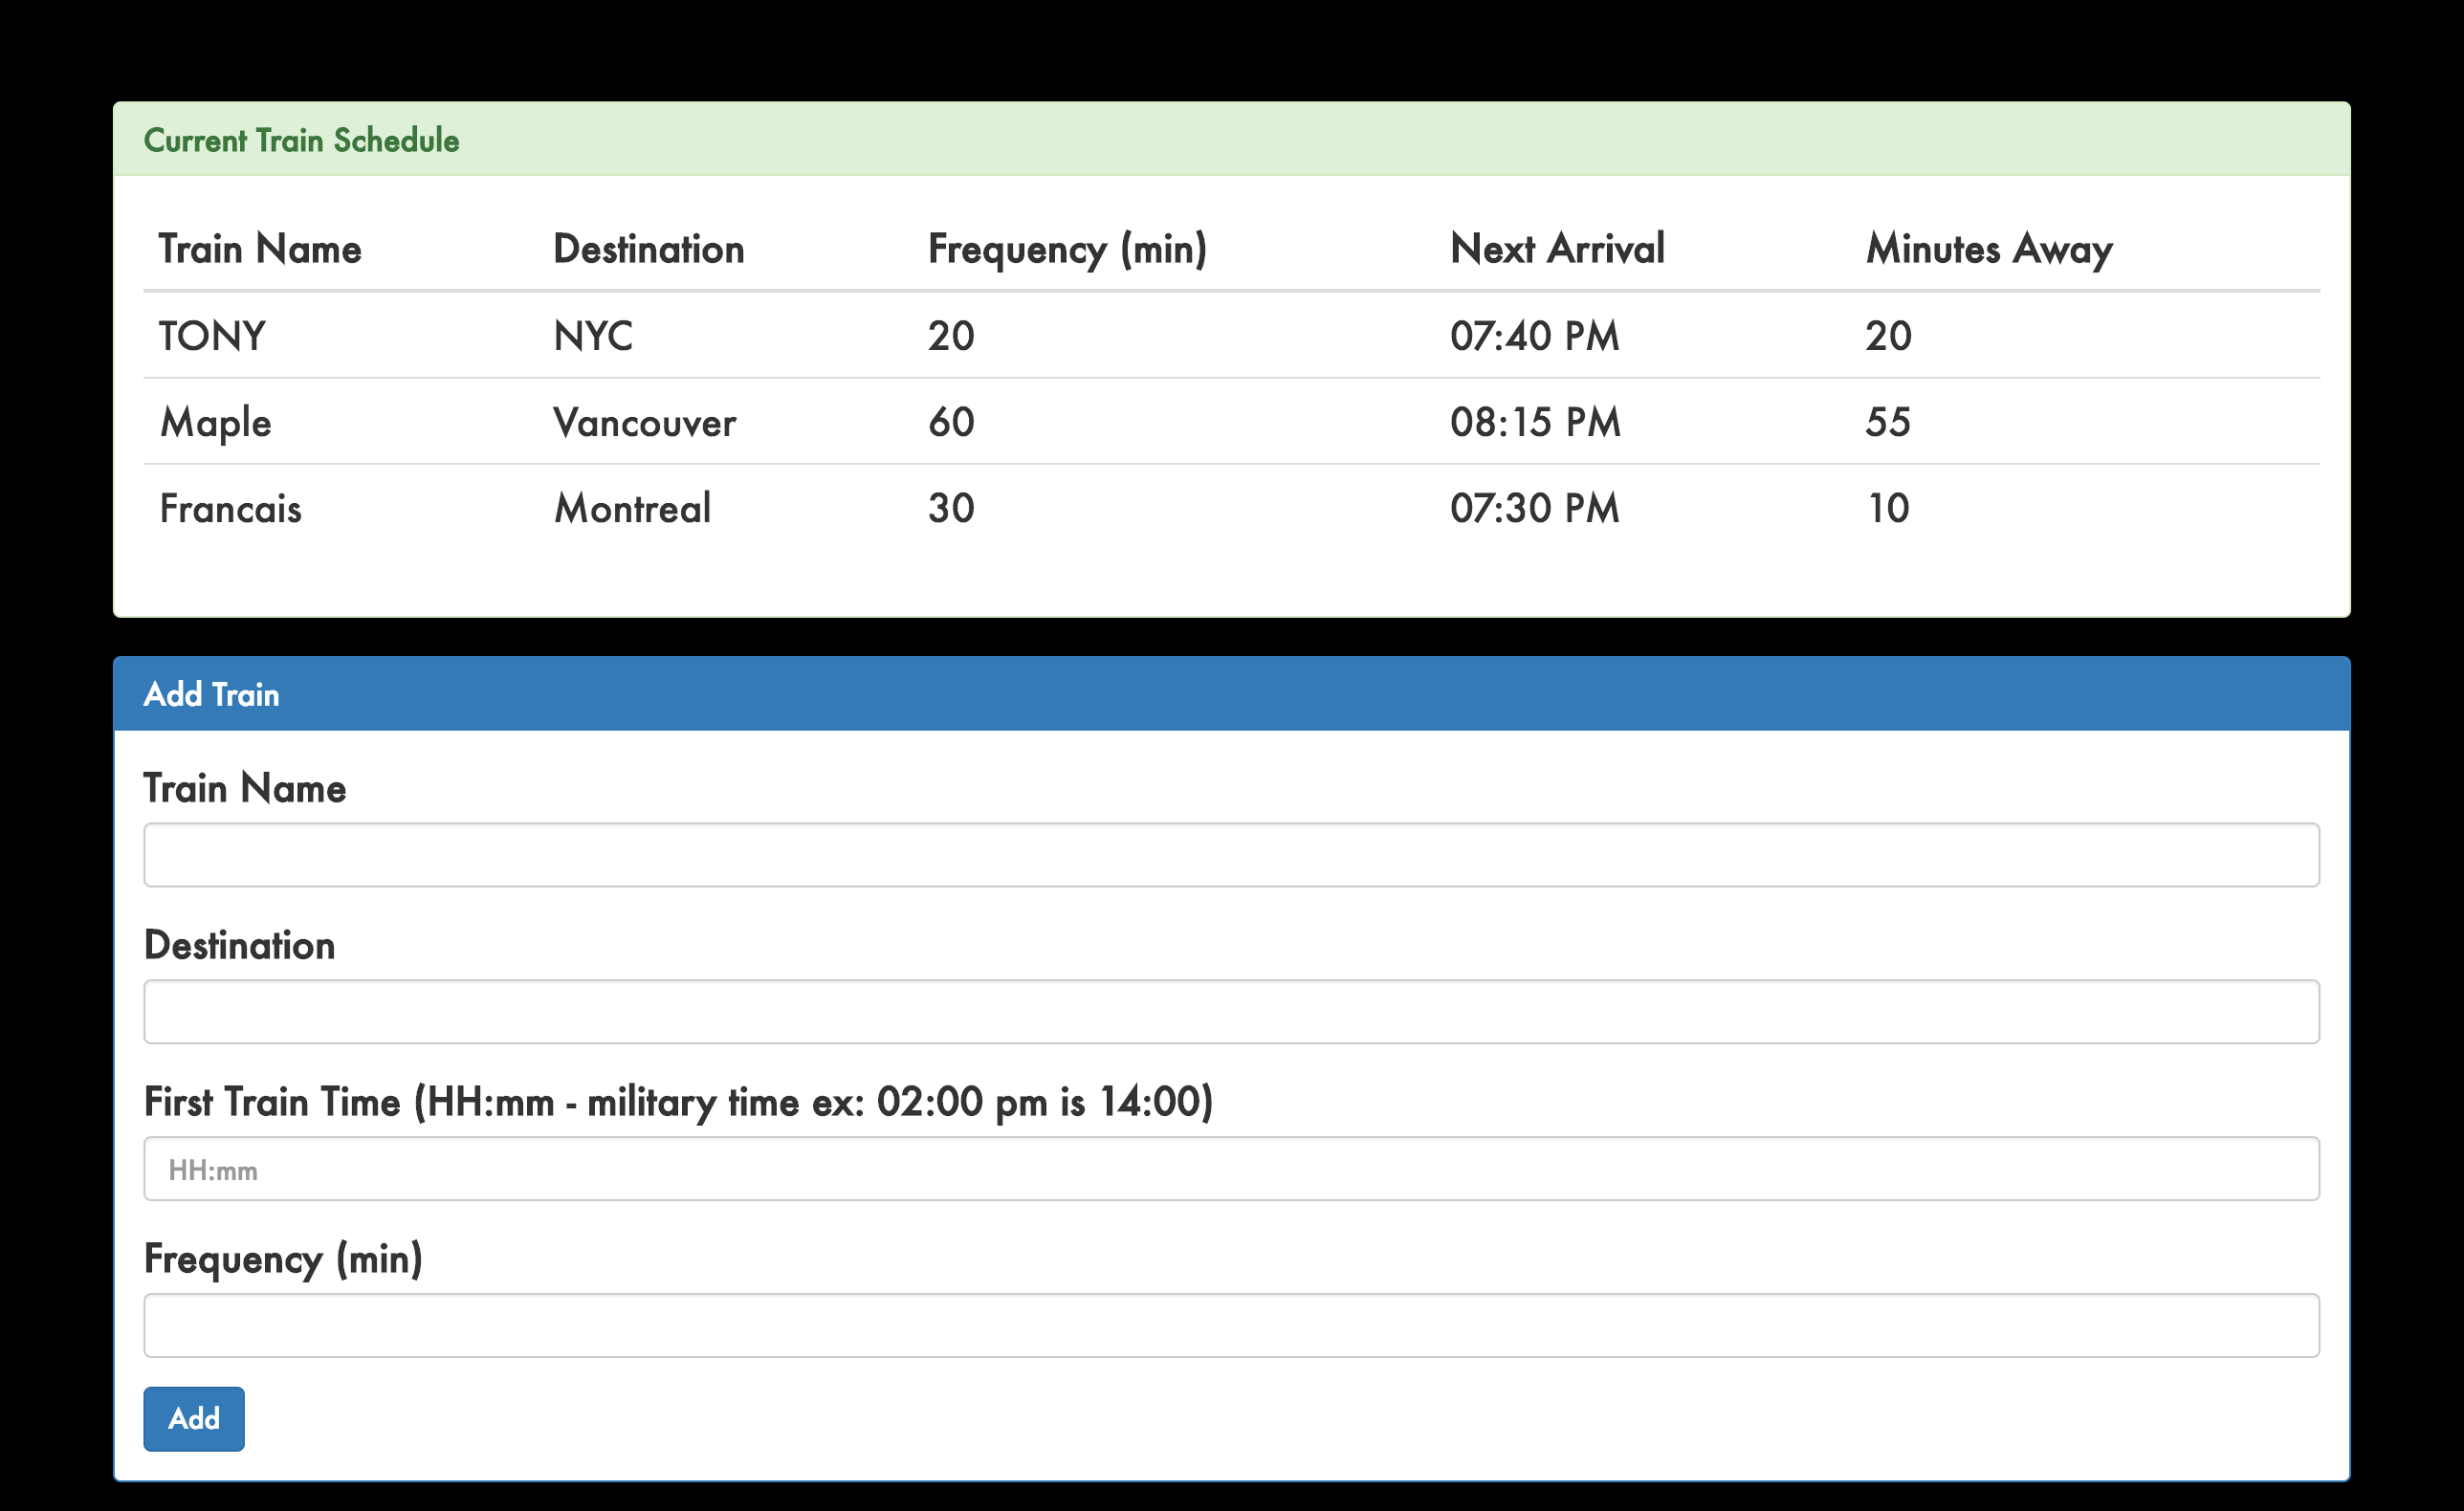 Current Train Schedule
Train Name Destination Frequency (min) Next Arrival Minutes Away
TONY NYC 20 07:40 PM 20
Maple Vancouver 60 08:15 PM 55
Francais Montreal 30 07:30 PM 10
Add Train
Train Name
Destination
First Train Time (HH:mm - military time ex: 02:00 pm is 14:00)
HH:mm
Frequency (min)
Add